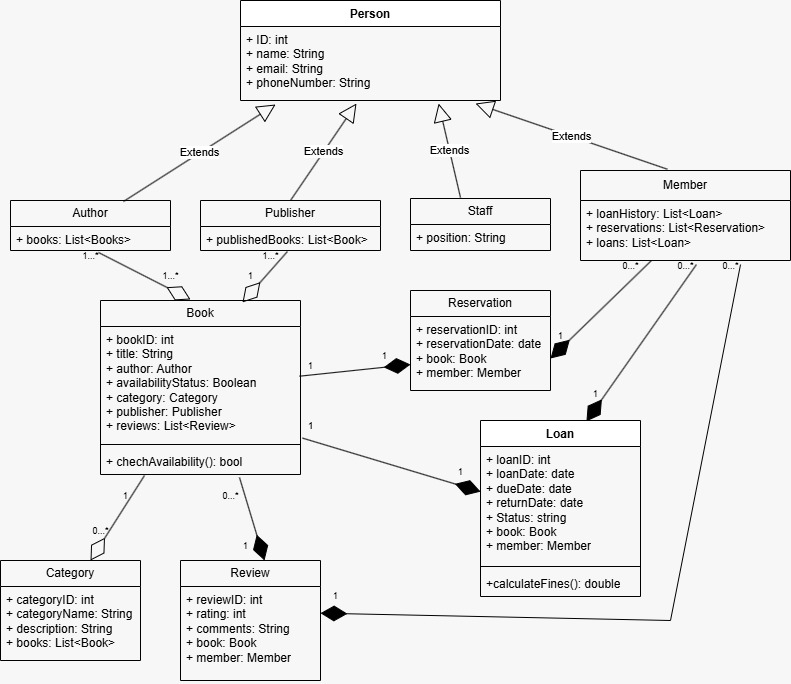 Person
+ ID: int
+ name: String
+ email: String
+ phoneNumber: String
Extends
Extends
Extends
Extends
Author
+ books: List<Books>
Publisher
+ publishedBooks: List<Book>
Staff
+ position: String
Member
+ loanHistory: List<Loan>
+ reservations: List<Reservation>
+ loans: List<Loan>
1...*
1...*
0...*
0...*
0...*
1...*
1
Book
+ bookID: int
+ title: String
+ author: Author
+ availabilityStatus: Boolean
+ category: Category
+ publisher: Publisher
+ reviews: List<Review>
+ chechAvailability(): bool
Reservation
+ reservationID: int
+ reservationDate: date
+ book: Book
+ member: Member
1
1
1
1
1
1
Loan
+ loanID: int
+ loanDate: date
+ dueDate: date
+ returnDate: date
+ Status: string
+ book: Book
+ member: Member
+calculateFines(): double
1
0...*
0...*
1
Category
+ categoryID: int
+ categoryName: String
+ description: String
+ books: List<Book>
Review
+ reviewID: int
+ rating: int
+ comments: String
+ book: Book
+ member: Member
1